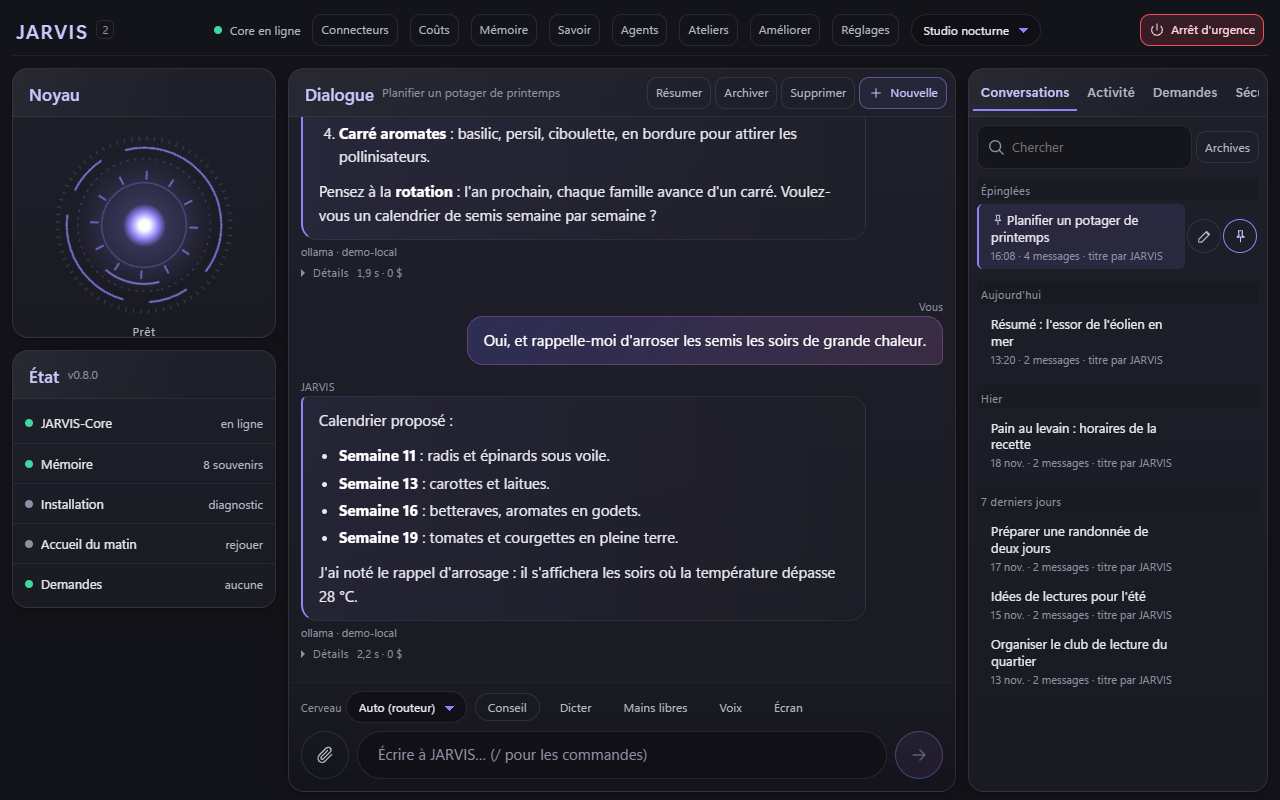 JARVIS 2
Core en ligne
Connecteurs
Coûts
Mémoire
Savoir
Agents
Ateliers
Améliorer
Réglages
Studio nocturne
Arrêt d'urgence
Noyau
Prêt
État v0.8.0
JARVIS-Core en ligne
Mémoire 8 souvenirs
Installation diagnostic
Accueil du matin rejouer
Demandes aucune
Dialogue Planifier un potager de printemps
Résumer
Archiver
Supprimer
Nouvelle
4. Carré aromates : basilic, persil, ciboulette, en bordure pour attirer les
pollinisateurs.
Pensez à la rotation : l'an prochain, chaque famille avance d'un carré. Voulez-
vous un calendrier de semis semaine par semaine ?
ollama · demo-local
Détails 1,9 s · 0 $
Vous
Oui, et rappelle-moi d'arroser les semis les soirs de grande chaleur.
JARVIS
Calendrier proposé :
• Semaine 11 : radis et épinards sous voile.
• Semaine 13 : carottes et laitues.
• Semaine 16 : betteraves, aromates en godets.
• Semaine 19 : tomates et courgettes en pleine terre.
J'ai noté le rappel d'arrosage : il s'affichera les soirs où la température dépasse
28 °C.
ollama · demo-local
Détails 2,2 s · 0 $
Cerveau
Auto (routeur)
Conseil
Dicter
Mains libres
Voix
Écran
Écrire à JARVIS... (/ pour les commandes)
Conversations
Activité
Demandes
Sécu
Chercher
Archives
Épinglées
Planifier un potager de
printemps
16:08 · 4 messages · titre par JARVIS
Aujourd'hui
Résumé : l'essor de l'éolien en
mer
13:20 · 2 messages · titre par JARVIS
Hier
Pain au levain : horaires de la
recette
18 nov. · 2 messages · titre par JARVIS
7 derniers jours
Préparer une randonnée de
deux jours
17 nov. · 2 messages · titre par JARVIS
Idées de lectures pour l'été
15 nov. · 2 messages · titre par JARVIS
Organiser le club de lecture du
quartier
13 nov. · 2 messages · titre par JARVIS